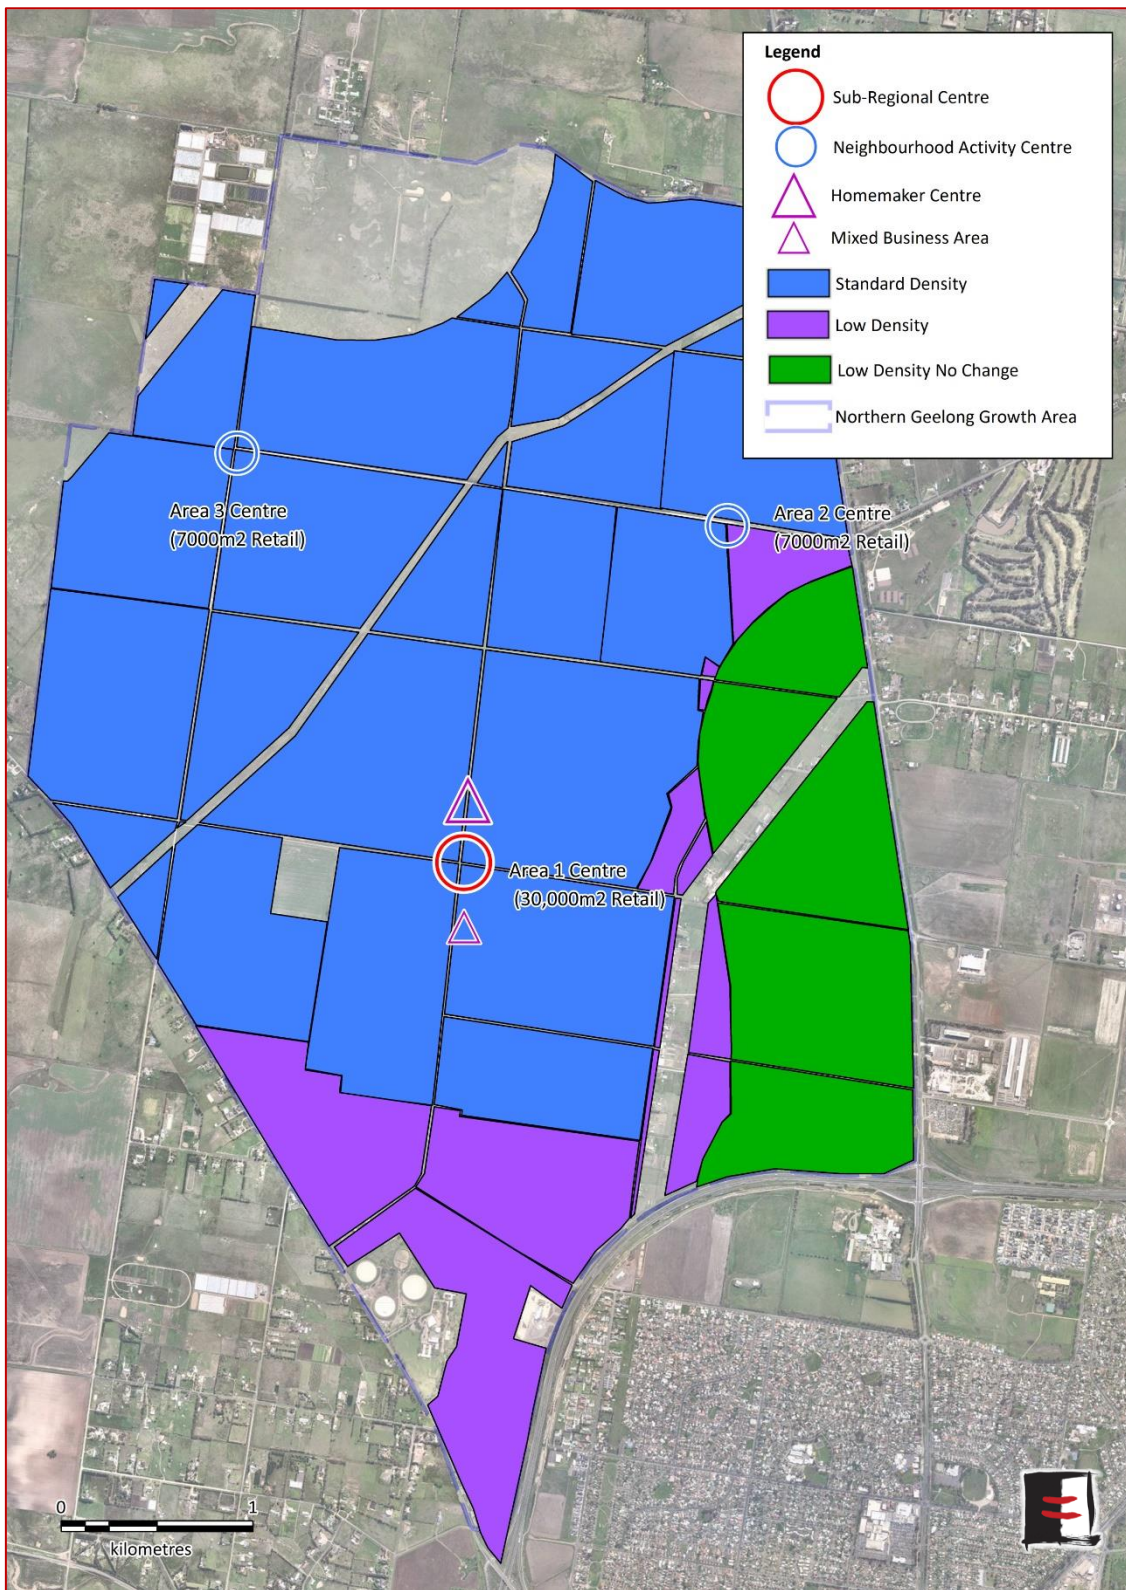 Legend
Sub-Regional Centre
Neighbourhood Activity Centre
Homemaker Centre
Mixed Business Area
Standard Density
Low Density
Low Density No Change
Northern Geelong Growth Area
Area 3 Centre
(7000m2 Retail)
Area 2 Centre
(7000m2 Retail)
Area 1 Centre
(30,000m2 Retail)
0 1
kilometres